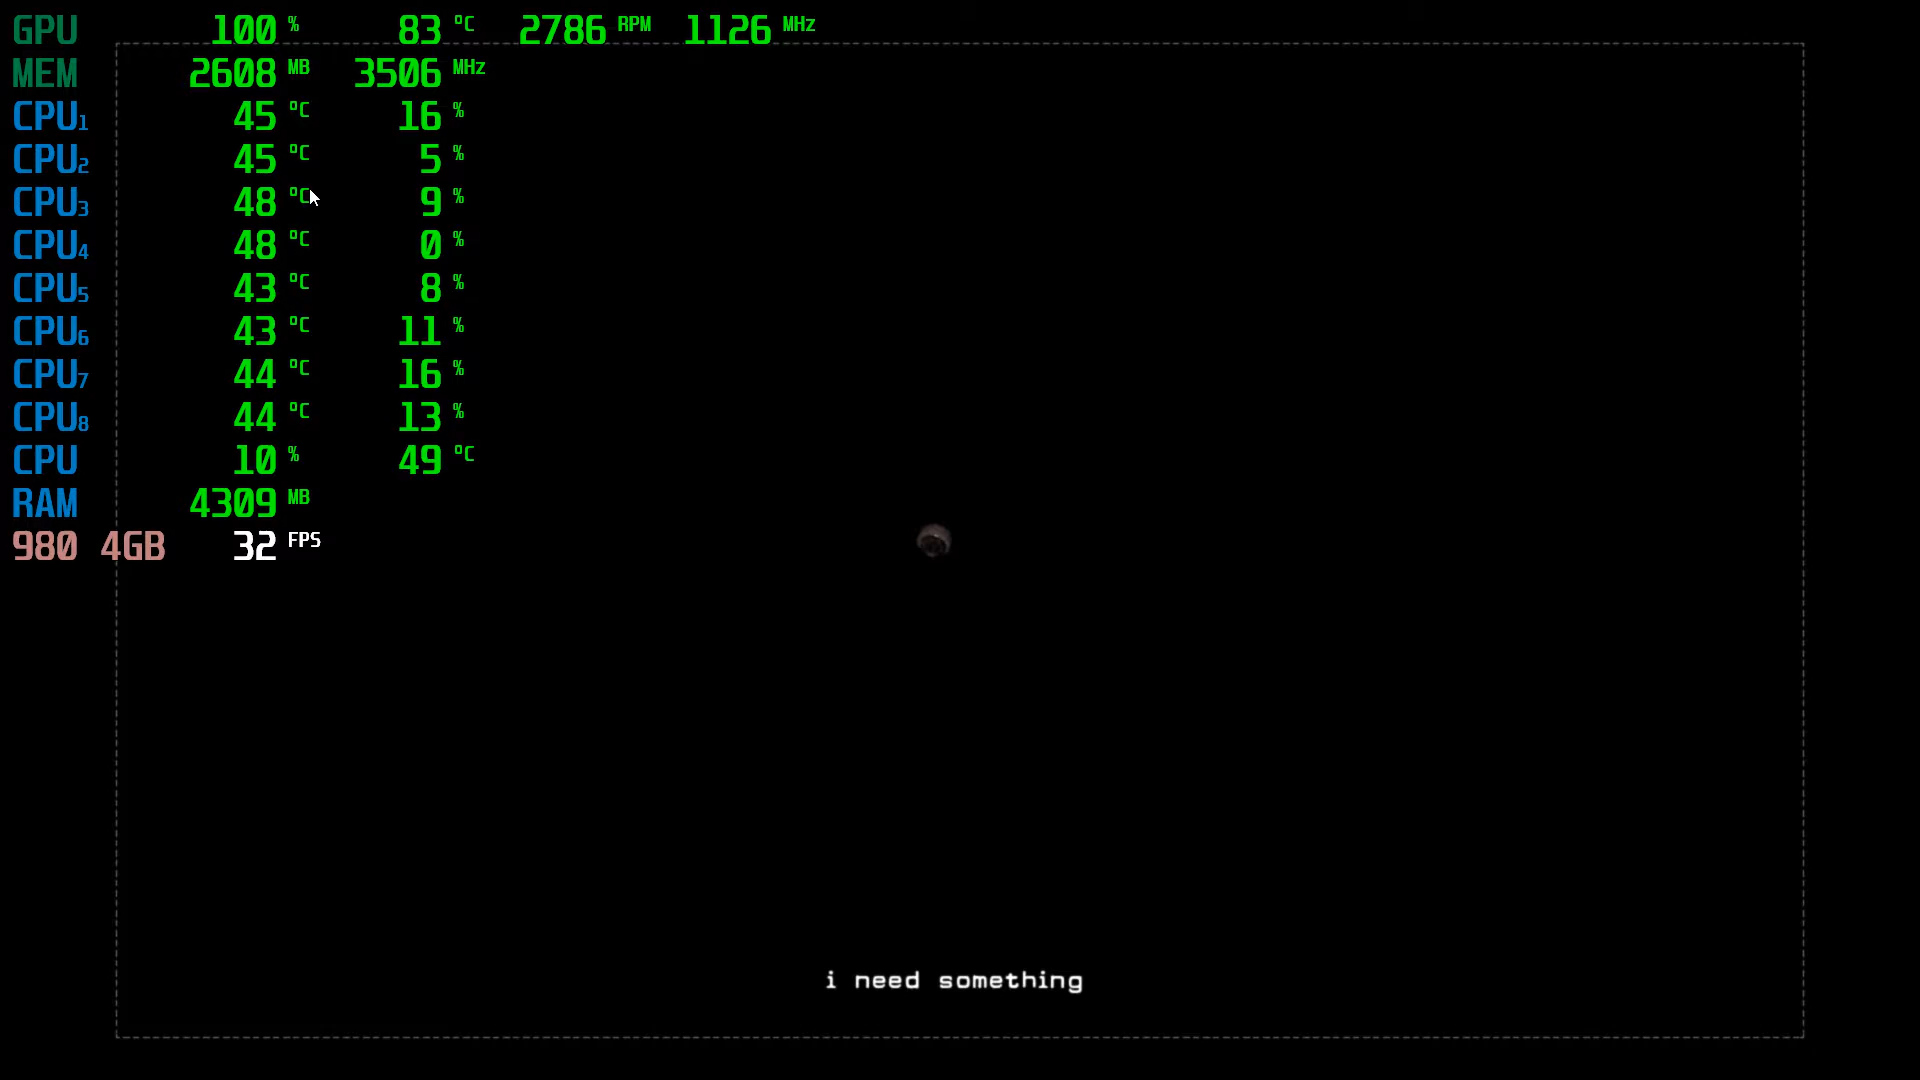 GPU 100 % 83 °C 2786 RPM 1126 MHz
MEM 2608 MB 3506 MHz
CPU1 45 °C 16 %
CPU2 45 °C 5 %
CPU3 48 °C 9 %
CPU4 48 °C 0 %
CPU5 43 °C 8 %
CPU6 43 °C 11 %
CPU7 44 °C 16 %
CPU8 44 °C 13 %
CPU 10 % 49 °C
RAM 4309 MB
980 4GB 32 FPS
i need something